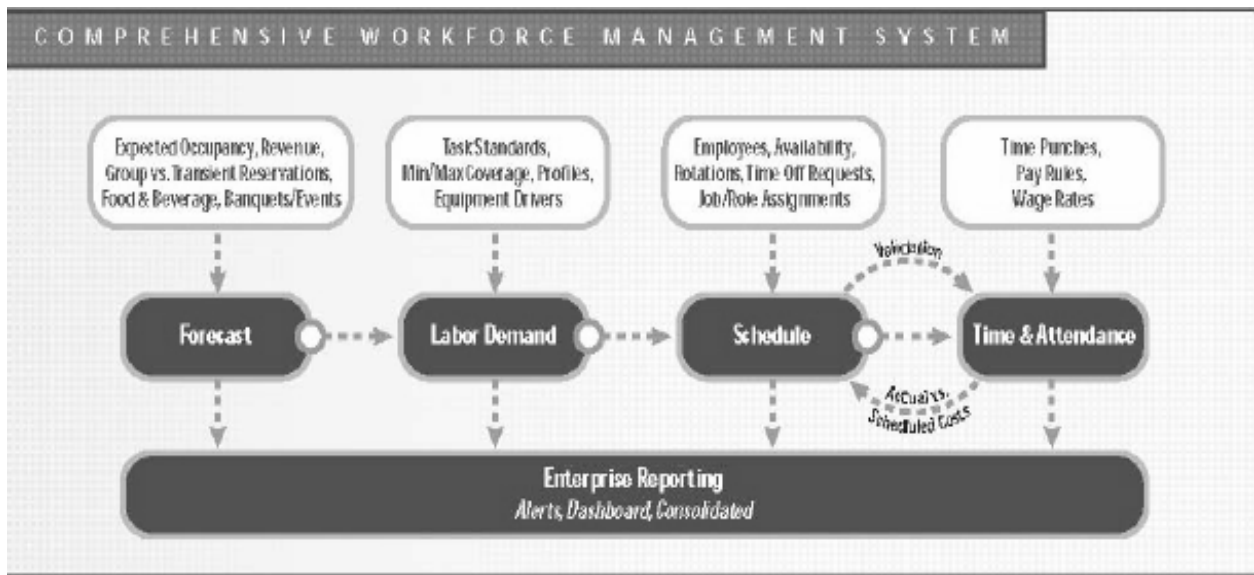 COMPREHENSIVE WORKFORCE MANAGEMENT SYSTEM
Expected Occupancy, Revenue,
Group vs. Transient Reservations,
Food & Beverage, Banquets/Events
Task Standards,
Min/Max Coverage, Profiles,
Equipment Drivers
Employees, Availability,
Rotations, Time Off Requests,
Job/Role Assignments
Time Punches,
Pay Rules,
Wage Rates
Validation
Forecast
Labor Demand
Schedule
Time & Attendance
Actual vs.
Scheduled Costs
Enterprise Reporting
Alerts, Dashboard, Consolidated